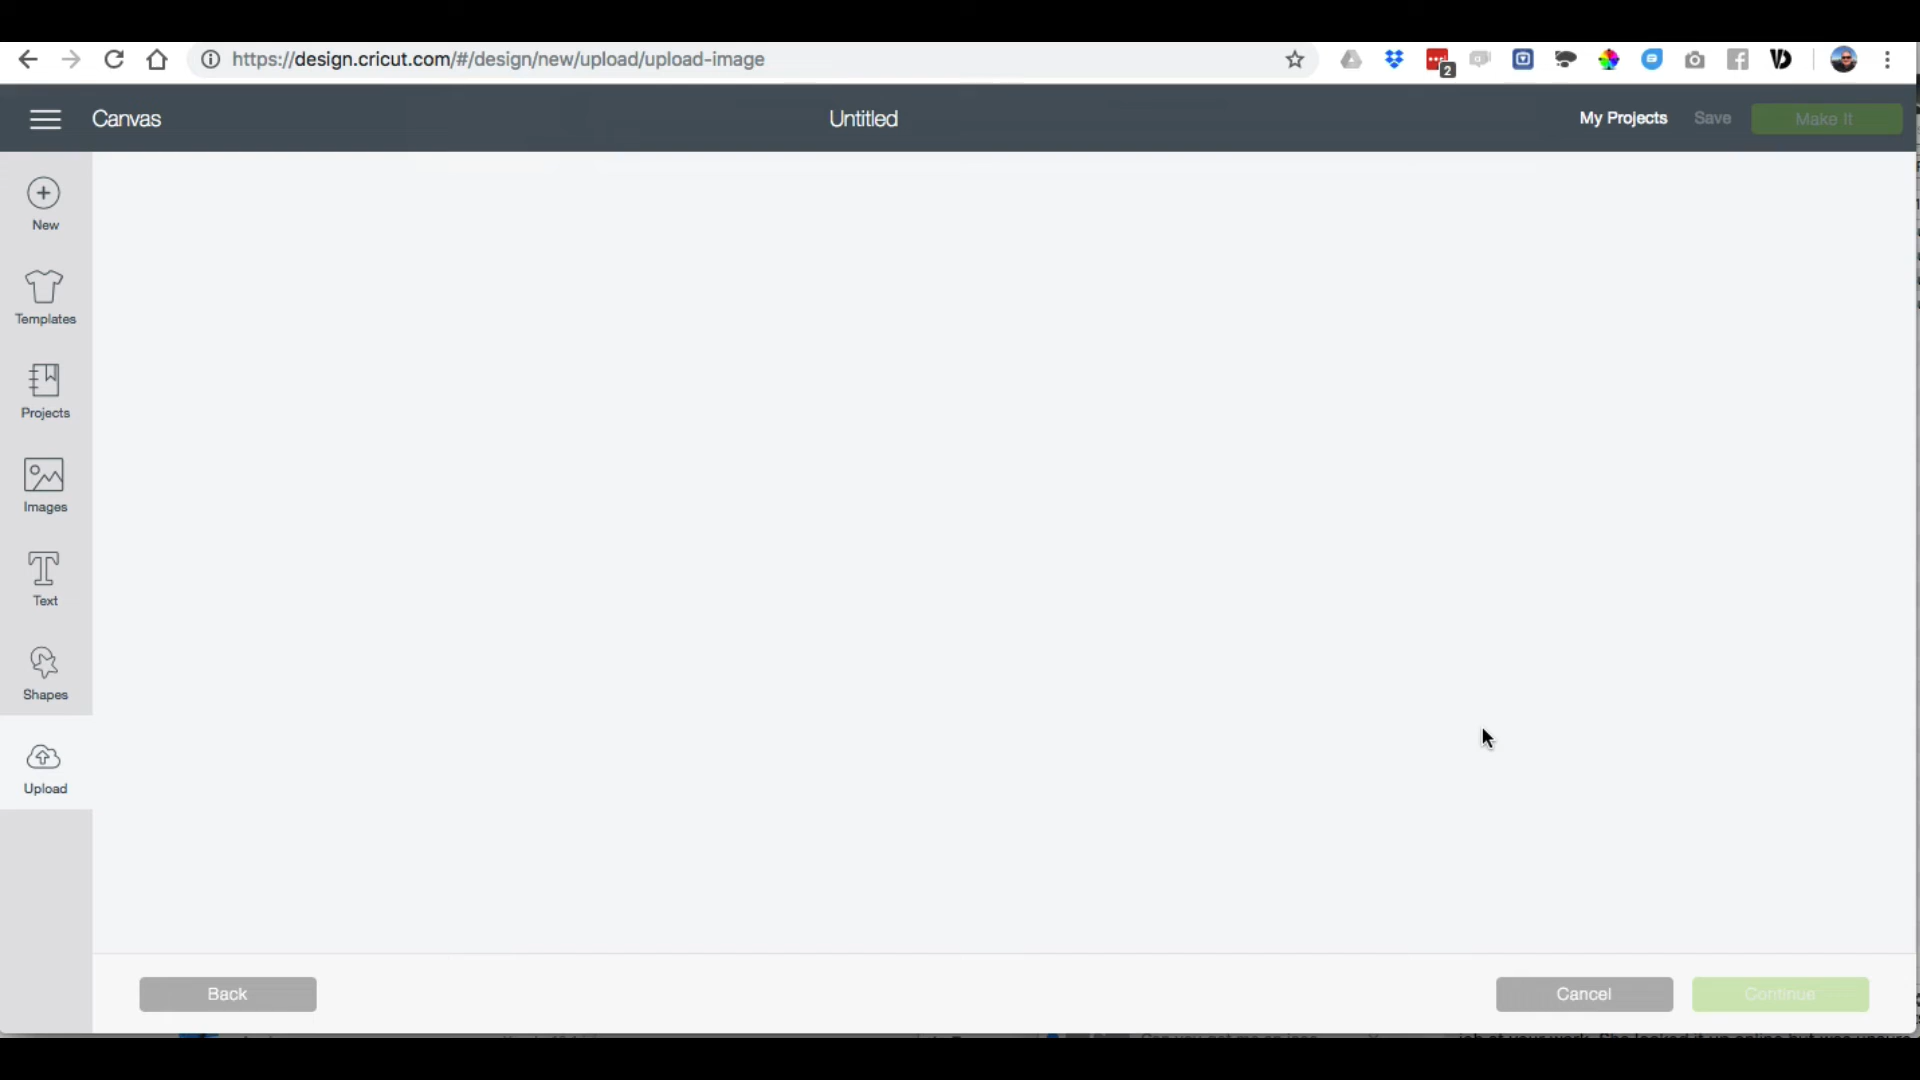 https://design.cricut.com/#/design/new/upload/upload-image
2
Canvas
Untitled
My Projects
Save
Make It
New
Templates
Projects
Images
Text
Shapes
Upload
Back
Cancel
Continue